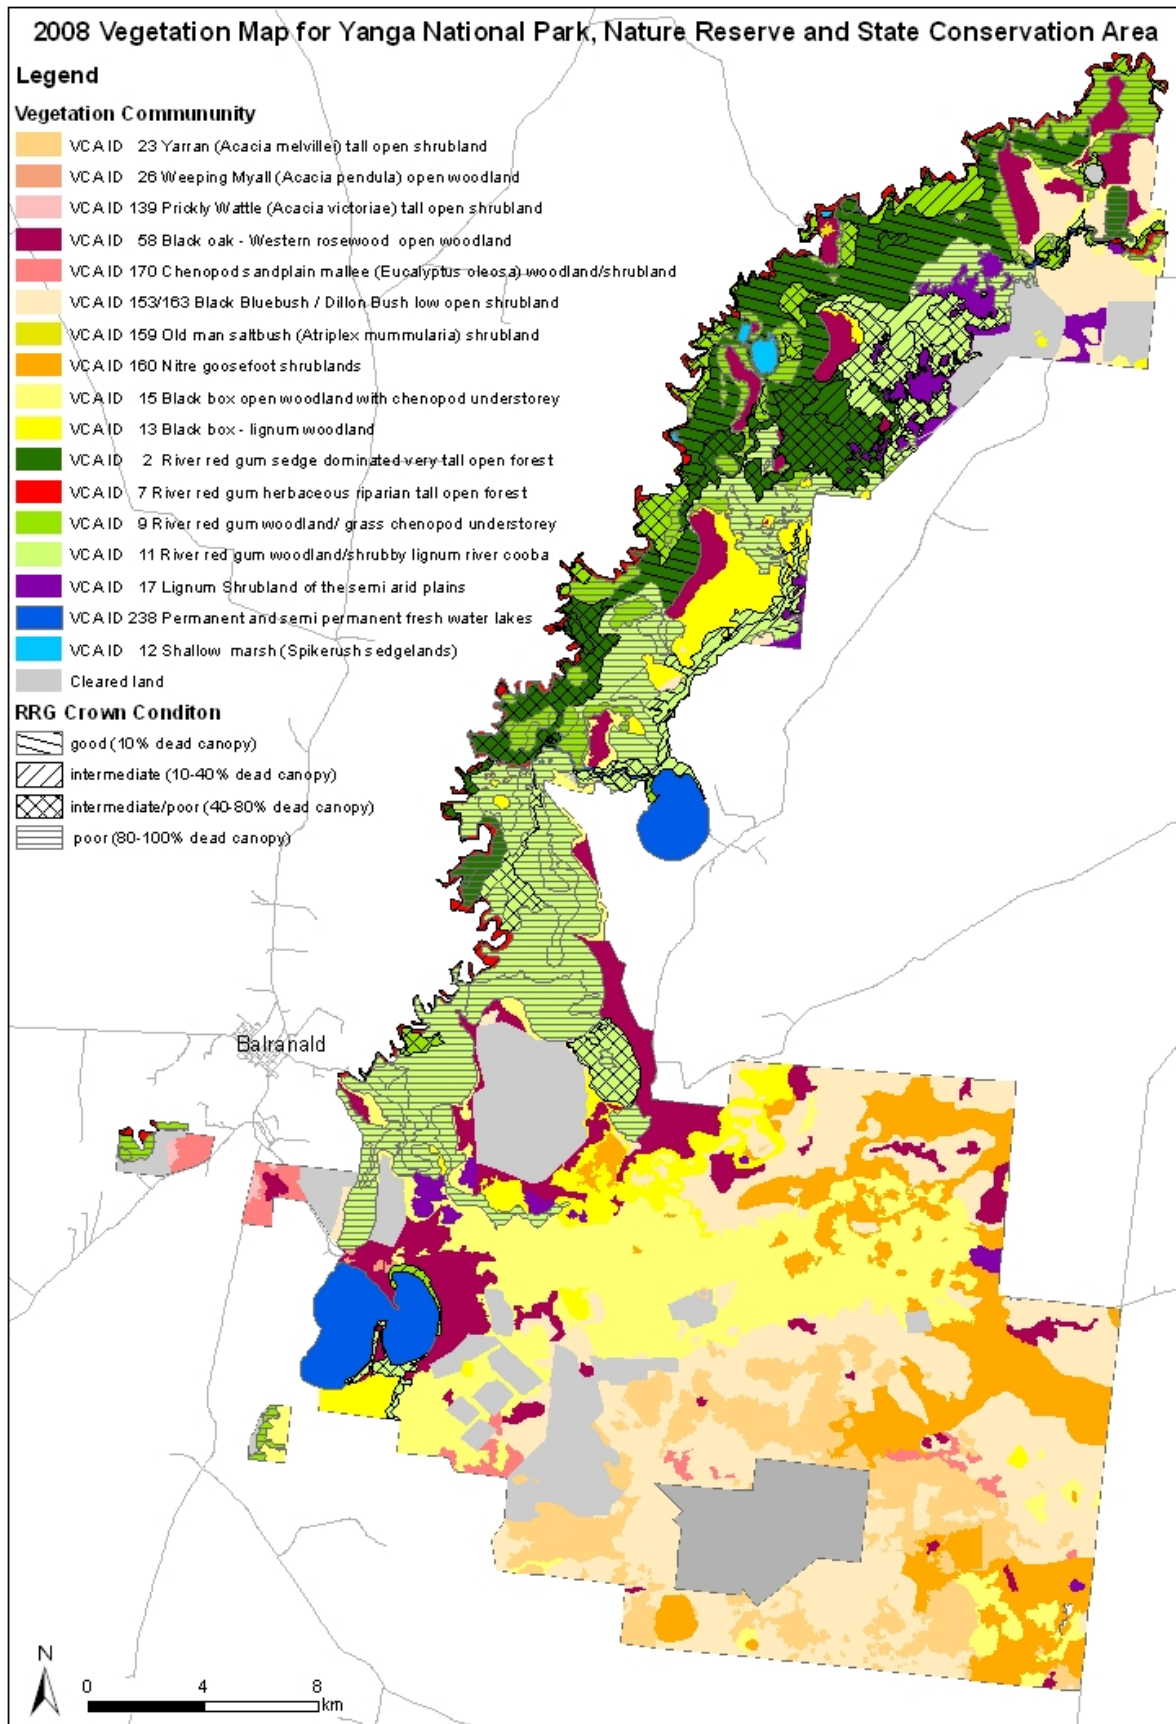 2008 Vegetation Map for Yanga National Park, Nature Reserve and State Conservation Area
Legend
Vegetation Commununity
VCA ID 23 Yarran (Acacia melvillei) tall open shrubland
VCA ID 26 Weeping Myall (Acacia pendula) open woodland
VCA ID 139 Prickly Wattle (Acacia victoriae) tall open shrubland
VCA ID 58 Black oak - Western rosewood open woodland
VCA ID 170 Chenopod sandplain mallee (Eucalyptus oleosa) woodland/shrubland
VCA ID 153/163 Black Bluebush / Dillon Bush low open shrubland
VCA ID 159 Old man saltbush (Atriplex mummularia) shrubland
VCA ID 160 Nitre goosefoot shrublands
VCA ID 15 Black box open woodland with chenopod understorey
VCA ID 13 Black box - lignum woodland
VCA ID 2 River red gum sedge dominated very tall open forest
VCA ID 7 River red gum herbaceous riparian tall open forest
VCA ID 9 River red gum woodland/ grass chenopod understorey
VCA ID 11 River red gum woodland/shrubby lignum river cooba
VCA ID 17 Lignum Shrubland of the semi arid plains
VCA ID 238 Permanent and semi permanent fresh water lakes
VCA ID 12 Shallow marsh (Spikerush sedgelands)
Cleared land
RRG Crown Conditon
good (10% dead canopy)
intermediate (10-40% dead canopy)
intermediate/poor (40-80% dead canopy)
poor (80-100% dead canopy)
Balranald
N
0 4 8
km